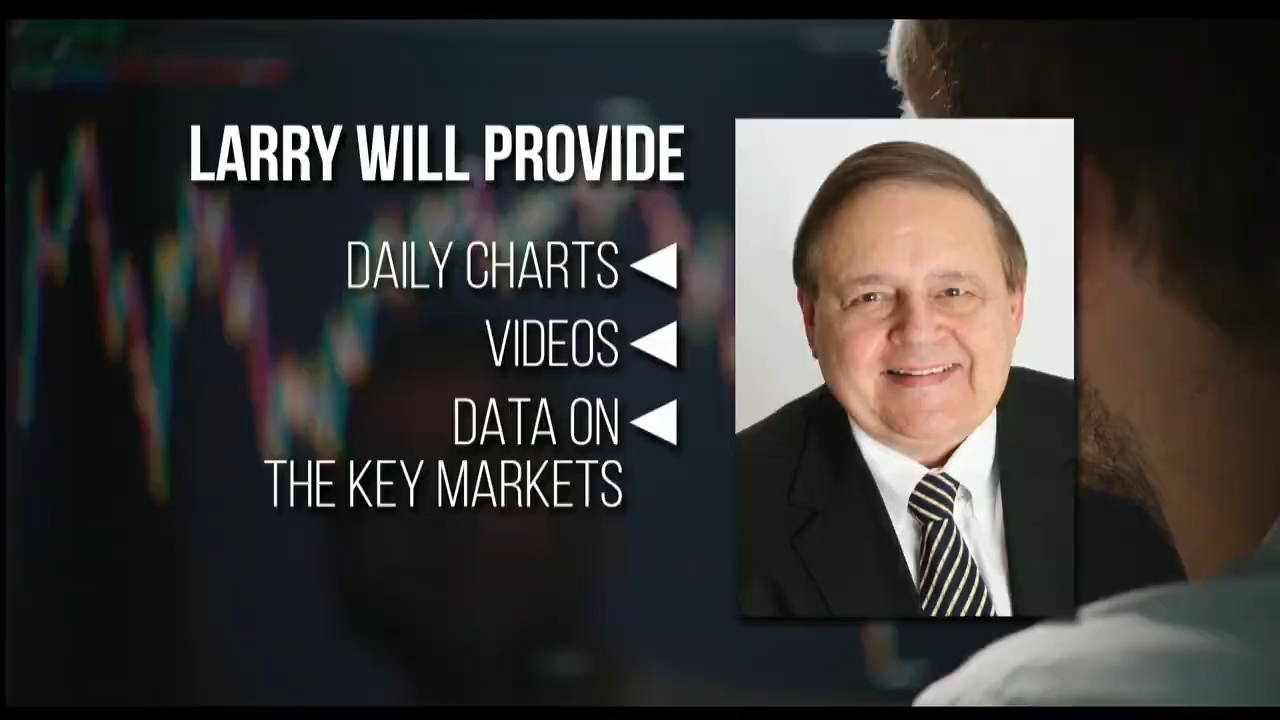 LARRY WILL PROVIDE
DAILY CHARTS
VIDEOS
DATA ON
THE KEY MARKETS